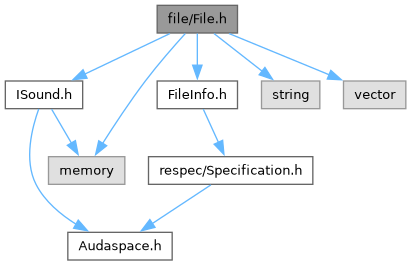 file/File.h
ISound.h
FileInfo.h
string
vector
memory
respec/Specification.h
Audaspace.h